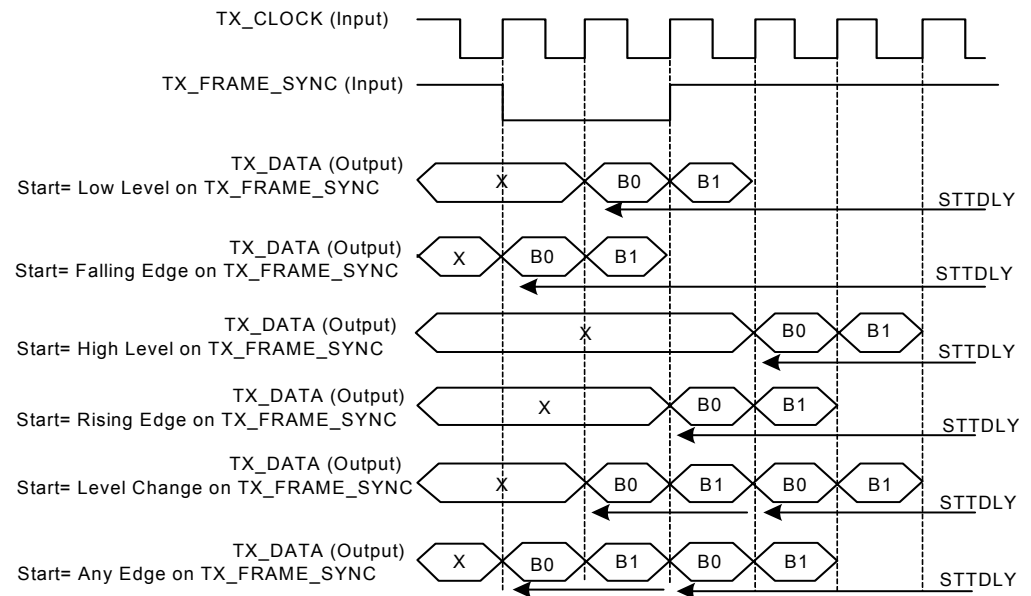 TX_CLOCK (Input)
TX_FRAME_SYNC (Input)
TX_DATA (Output)
Start= Low Level on TX_FRAME_SYNC
X B0 B1
STTDLY
TX_DATA (Output)
Start= Falling Edge on TX_FRAME_SYNC
X B0 B1
STTDLY
TX_DATA (Output)
Start= High Level on TX_FRAME_SYNC
X B0 B1
STTDLY
TX_DATA (Output)
Start= Rising Edge on TX_FRAME_SYNC
X B0 B1
STTDLY
TX_DATA (Output)
Start= Level Change on TX_FRAME_SYNC
X B0 B1 B0 B1
STTDLY
TX_DATA (Output)
Start= Any Edge on TX_FRAME_SYNC
X B0 B1 B0 B1
STTDLY